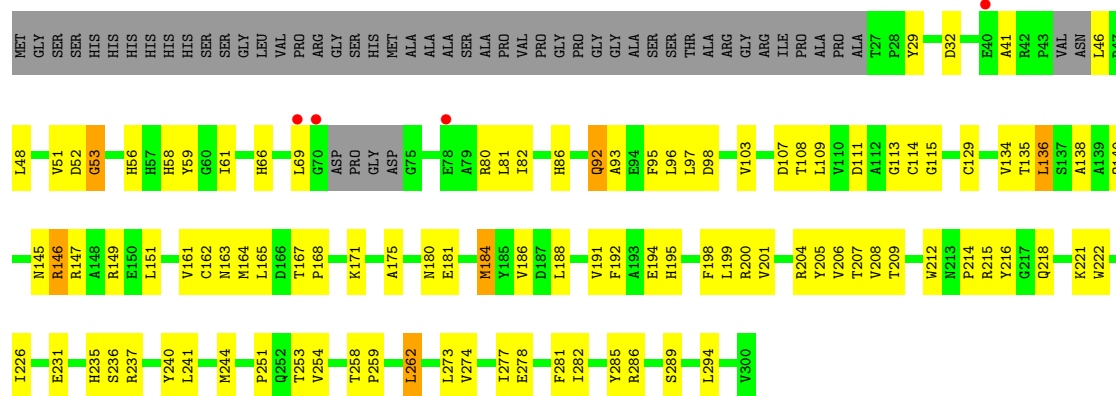 MET GLY SER SER HIS HIS HIS HIS HIS HIS SER SER GLY LEU VAL PRO ARG GLY SER HIS MET ALA ALA ALA SER ALA PRO VAL PRO GLY PRO GLY GLY ALA SER SER THR ALA ARG GLY ARG ILE PRO ALA PRO ALA T27 P28 Y29 D32 E40 A41 R42 P43 VAL ASN L46
L48 V51 D52 G53 H56 H57 H58 Y59 G60 I61 H66 L69 G70 ASP PRO GLY ASP G75 E78 A79 R80 L81 I82 H86 Q92 A93 E94 F95 L96 L97 D98 V103 D107 T108 L109 V110 D111 A112 G113 C114 G115 C129 V134 T135 L136 S137 A138 A139
N145 R146 R147 A148 R149 E150 L151 V161 C162 N163 M164 L165 D166 T167 P168 K171 A175 N180 E181 M184 Y185 V186 D187 L188 V191 F192 A193 E194 H195 F198 L199 R200 V201 R204 Y205 V206 T207 V208 T209 W212 N213 P214 R215 Y216 G217 Q218 K221 W222
I226 E231 H235 S236 R237 Y240 L241 M244 P251 Q252 T253 V254 T258 P259 L262 L273 V274 I277 E278 F281 I282 Y285 R286 S289 L294 V300